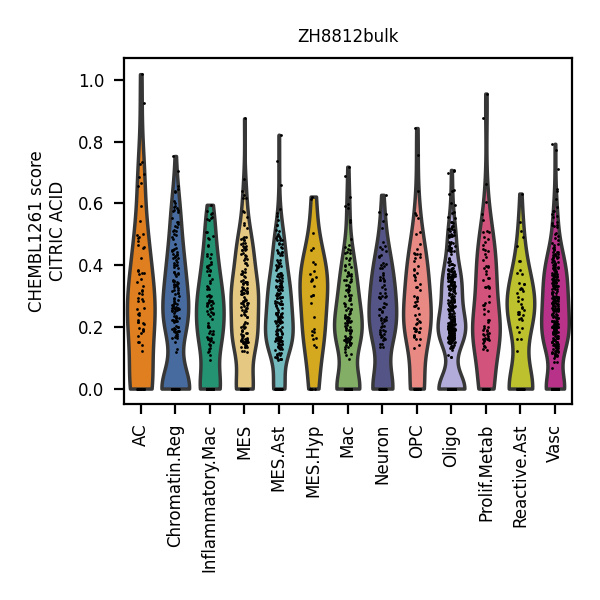 ZH8812bulk
CHEMBL1261 score
CITRIC ACID
1.0
0.8
0.6
0.4
0.2
0.0
AC
Chromatin.Reg
Inflammatory.Mac
MES
MES.Ast
MES.Hyp
Mac
Neuron
OPC
Oligo
Prolif.Metab
Reactive.Ast
Vasc